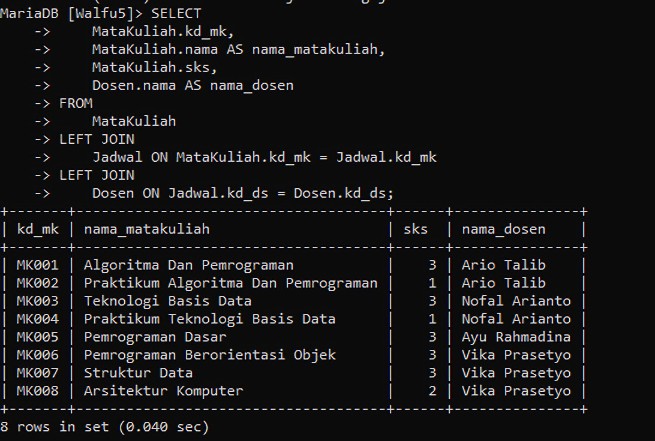 MariaDB [Walfu5]> SELECT
    ->     MataKuliah.kd_mk,
    ->     MataKuliah.nama AS nama_matakuliah,
    ->     MataKuliah.sks,
    ->     Dosen.nama AS nama_dosen
    -> FROM
    ->     MataKuliah
    -> LEFT JOIN
    ->     Jadwal ON MataKuliah.kd_mk = Jadwal.kd_mk
    -> LEFT JOIN
    ->     Dosen ON Jadwal.kd_ds = Dosen.kd_ds;
+-------+----------------------------------+------+---------------+
| kd_mk | nama_matakuliah                  | sks  | nama_dosen    |
+-------+----------------------------------+------+---------------+
| MK001 | Algoritma Dan Pemrograman        |    3 | Ario Talib    |
| MK002 | Praktikum Algoritma Dan Pemrograman |    1 | Ario Talib    |
| MK003 | Teknologi Basis Data             |    3 | Nofal Arianto |
| MK004 | Praktikum Teknologi Basis Data   |    1 | Nofal Arianto |
| MK005 | Pemrograman Dasar                |    3 | Ayu Rahmadina |
| MK006 | Pemrograman Berorientasi Objek   |    3 | Vika Prasetyo |
| MK007 | Struktur Data                    |    3 | Vika Prasetyo |
| MK008 | Arsitektur Komputer              |    2 | Vika Prasetyo |
+-------+----------------------------------+------+---------------+
8 rows in set (0.040 sec)